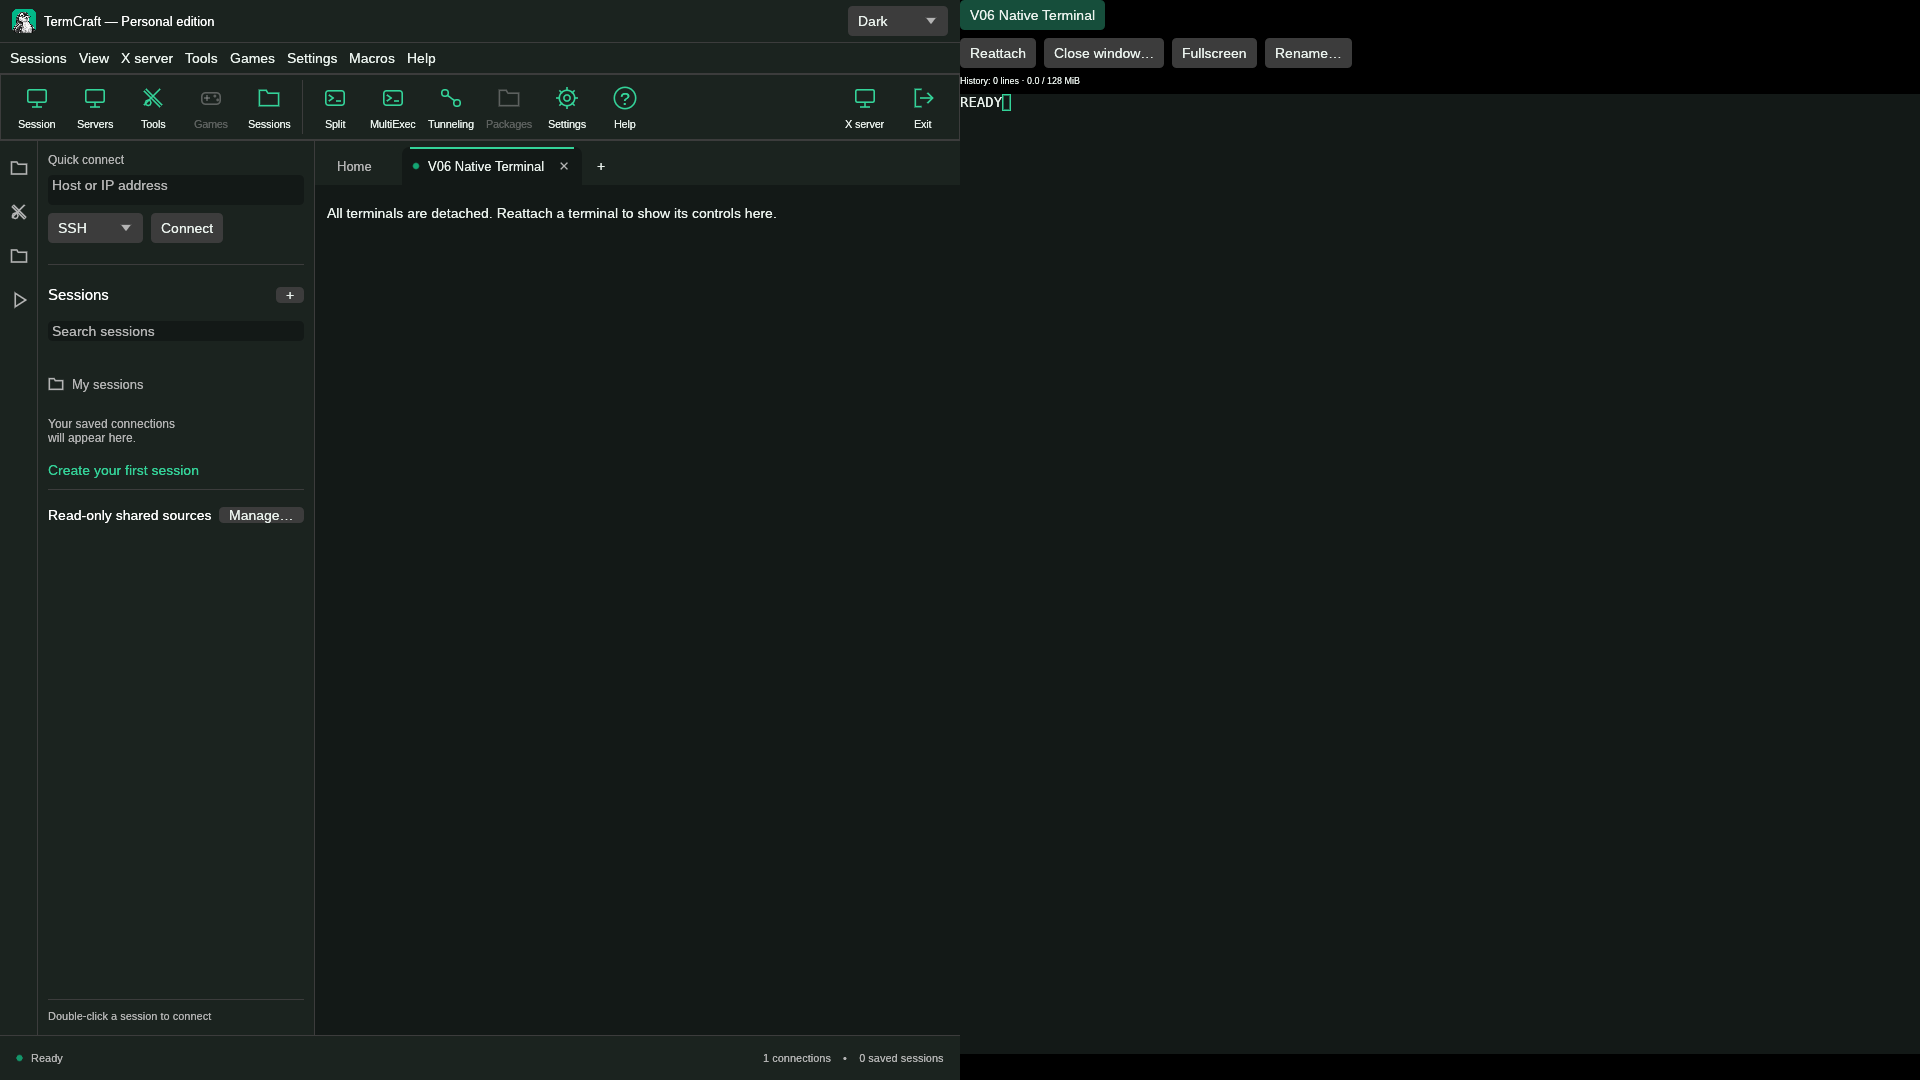 TermCraft — Personal edition
Dark
Sessions View X server Tools Games Settings Macros Help
Session Servers Tools Games Sessions Split MultiExec Tunneling Packages Settings Help X server Exit
Quick connect
Host or IP address
SSH Connect
Sessions +
Search sessions
My sessions
Your saved connections
will appear here.
Create your first session
Read-only shared sources Manage…
Double-click a session to connect
Home V06 Native Terminal × +
All terminals are detached. Reattach a terminal to show its controls here.
Ready 1 connections • 0 saved sessions
V06 Native Terminal
Reattach Close window… Fullscreen Rename…
History: 0 lines · 0.0 / 128 MiB
READY